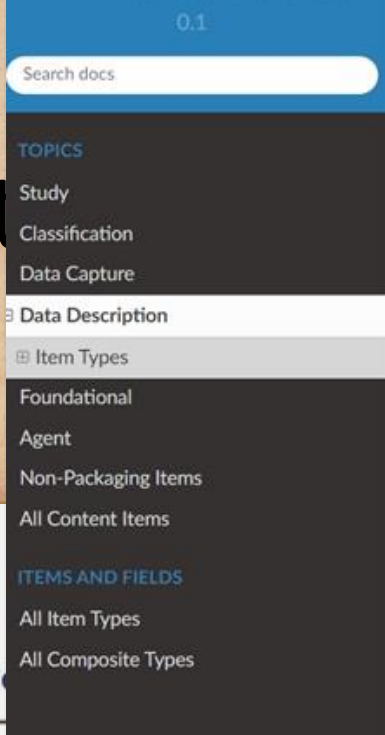 0.1
Search docs
TOPICS
Study
Classification
Data Capture
Data Description
Item Types
Foundational
Agent
Non-Packaging Items
All Content Items
ITEMS AND FIELDS
All Item Types
All Composite Types